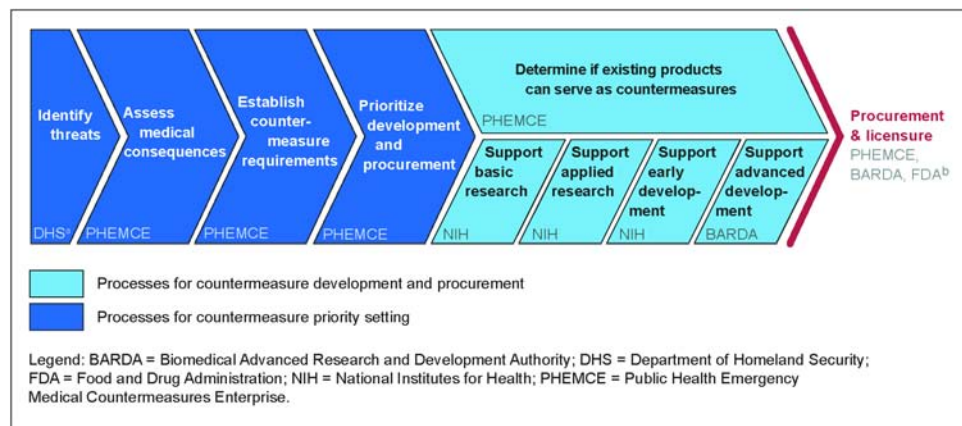 Identify
threats
DHSᵃ
Assess
medical
consequences
PHEMCE
Establish
counter-
measure
requirements
PHEMCE
Prioritize
development
and
procurement
PHEMCE
Determine if existing products
can serve as countermeasures
PHEMCE
Support
basic
research
NIH
Support
applied
research
NIH
Support
early
develop-
ment
NIH
Support
advanced
develop-
ment
BARDA
Procurement
& licensure
PHEMCE,
BARDA, FDAᵇ
Processes for countermeasure development and procurement
Processes for countermeasure priority setting
Legend: BARDA = Biomedical Advanced Research and Development Authority; DHS = Department of Homeland Security;
FDA = Food and Drug Administration; NIH = National Institutes for Health; PHEMCE = Public Health Emergency
Medical Countermeasures Enterprise.